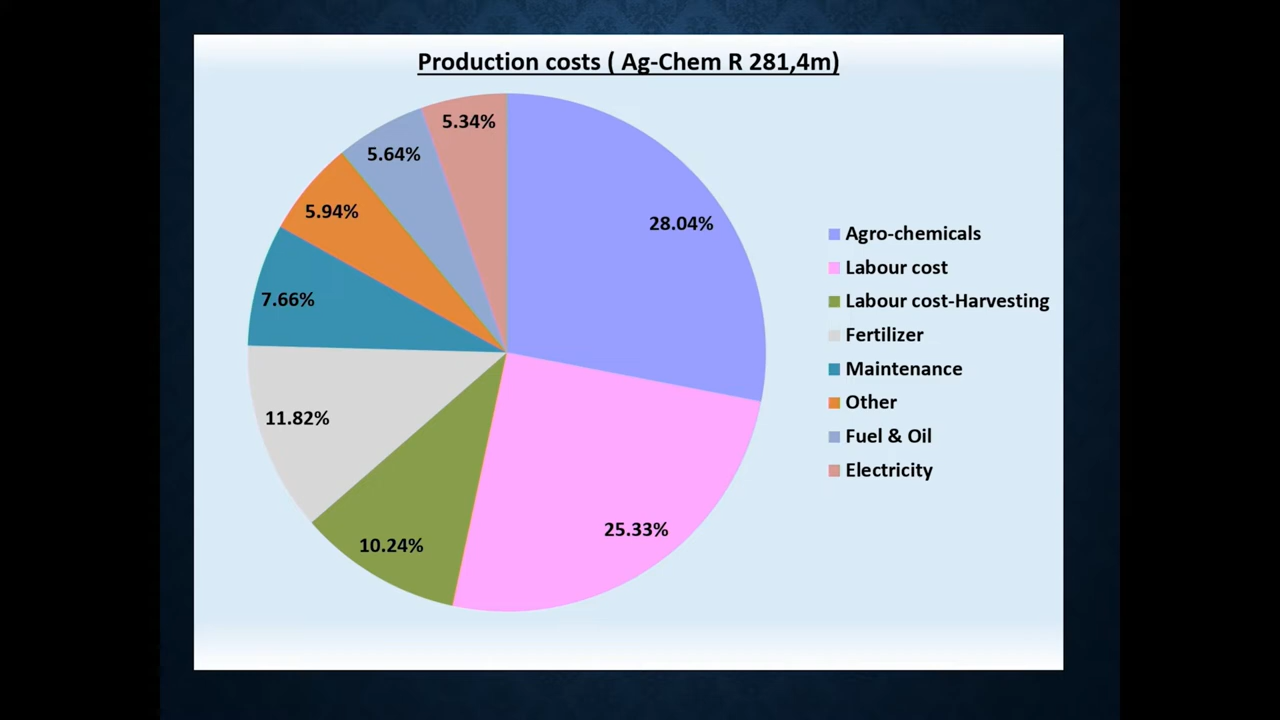 Production costs ( Ag-Chem R 281,4m)
5.34%
5.64%
28.04%
5.94%
7.66%
11.82%
10.24%
25.33%
Agro-chemicals
Labour cost
Labour cost-Harvesting
Fertilizer
Maintenance
Other
Fuel & Oil
Electricity